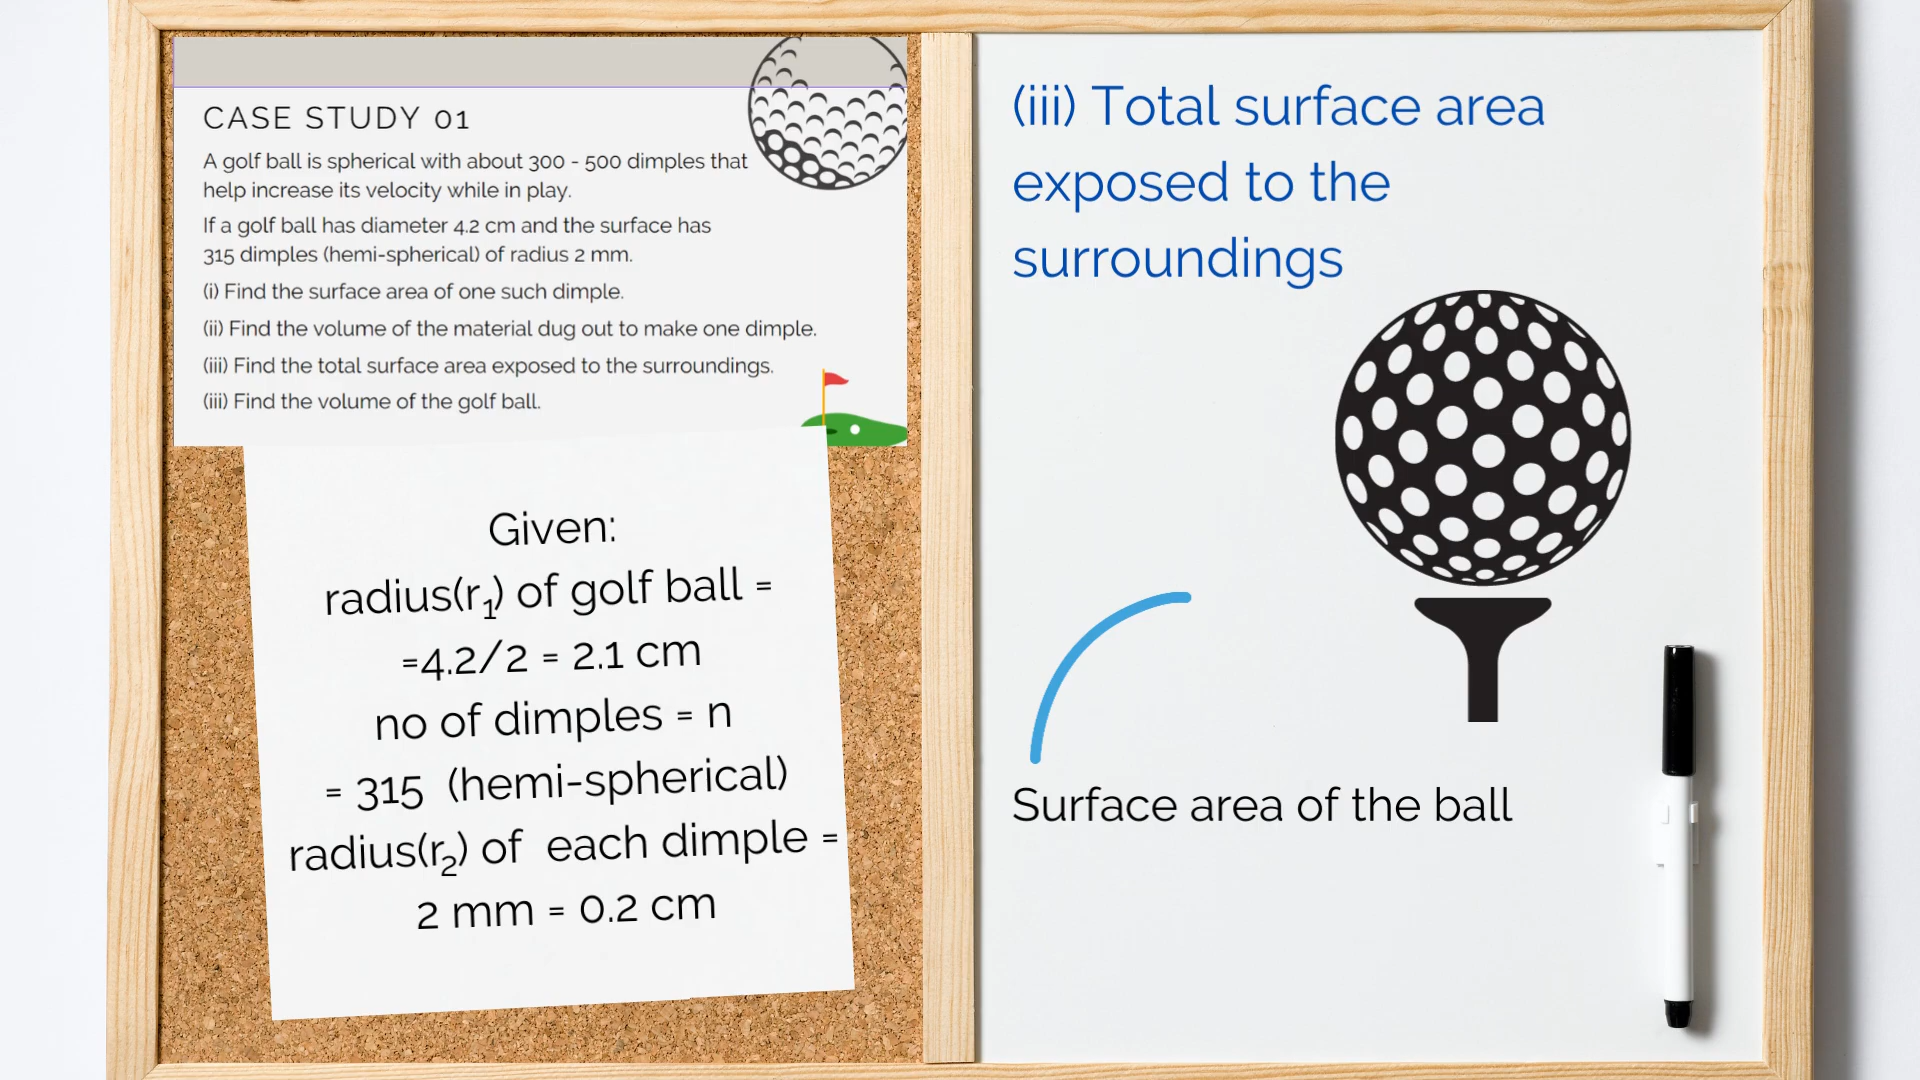 CASE STUDY 01
A golf ball is spherical with about 300 - 500 dimples that
help increase its velocity while in play.
If a golf ball has diameter 4.2 cm and the surface has
315 dimples (hemi-spherical) of radius 2 mm.
(i) Find the surface area of one such dimple.
(ii) Find the volume of the material dug out to make one dimple.
(iii) Find the total surface area exposed to the surroundings.
(iii) Find the volume of the golf ball.
Given:
radius(r₁) of golf ball =
=4.2/2 = 2.1 cm
no of dimples = n
= 315 (hemi-spherical)
radius(r₂) of each dimple =
2 mm = 0.2 cm
(iii) Total surface area
exposed to the
surroundings
Surface area of the ball